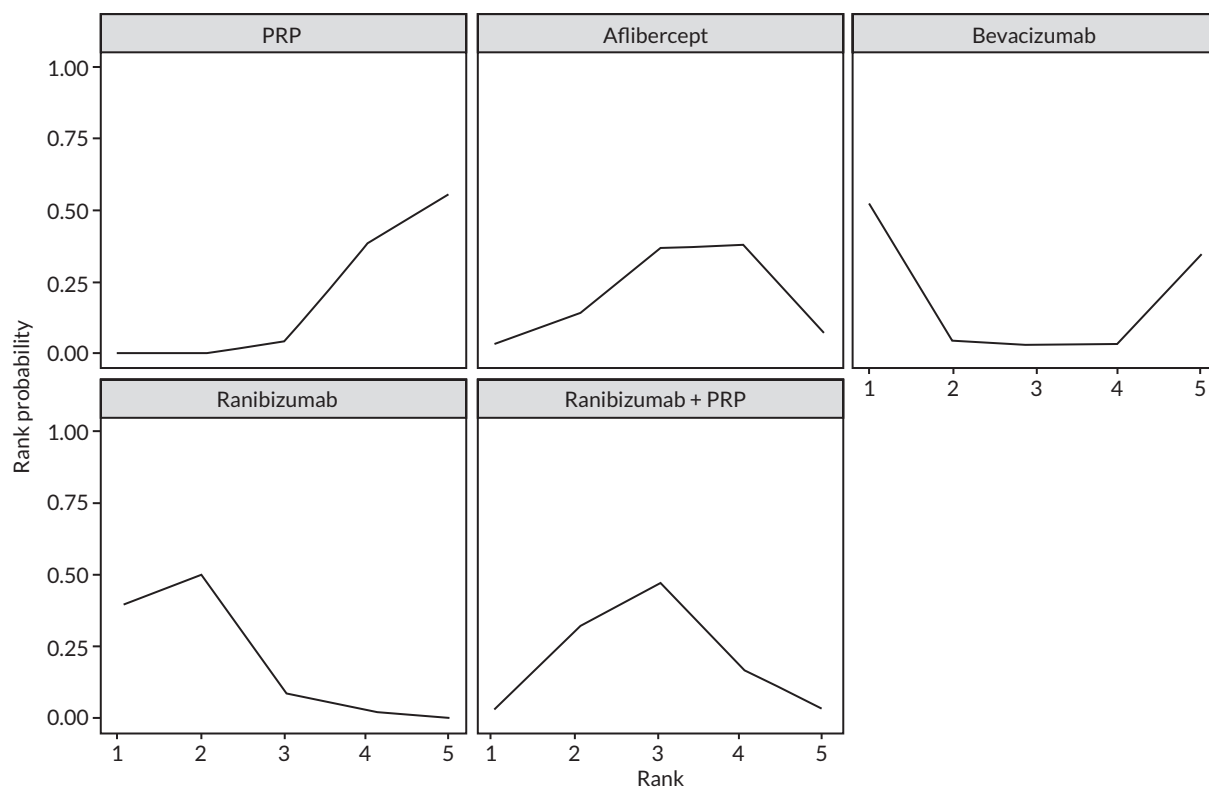 PRP
Aflibercept
Bevacizumab
1.00
0.75
0.50
0.25
0.00
1 2 3 4 5
Rank probability
Ranibizumab
Ranibizumab + PRP
1.00
0.75
0.50
0.25
0.00
1 2 3 4 5
1 2 3 4 5
Rank